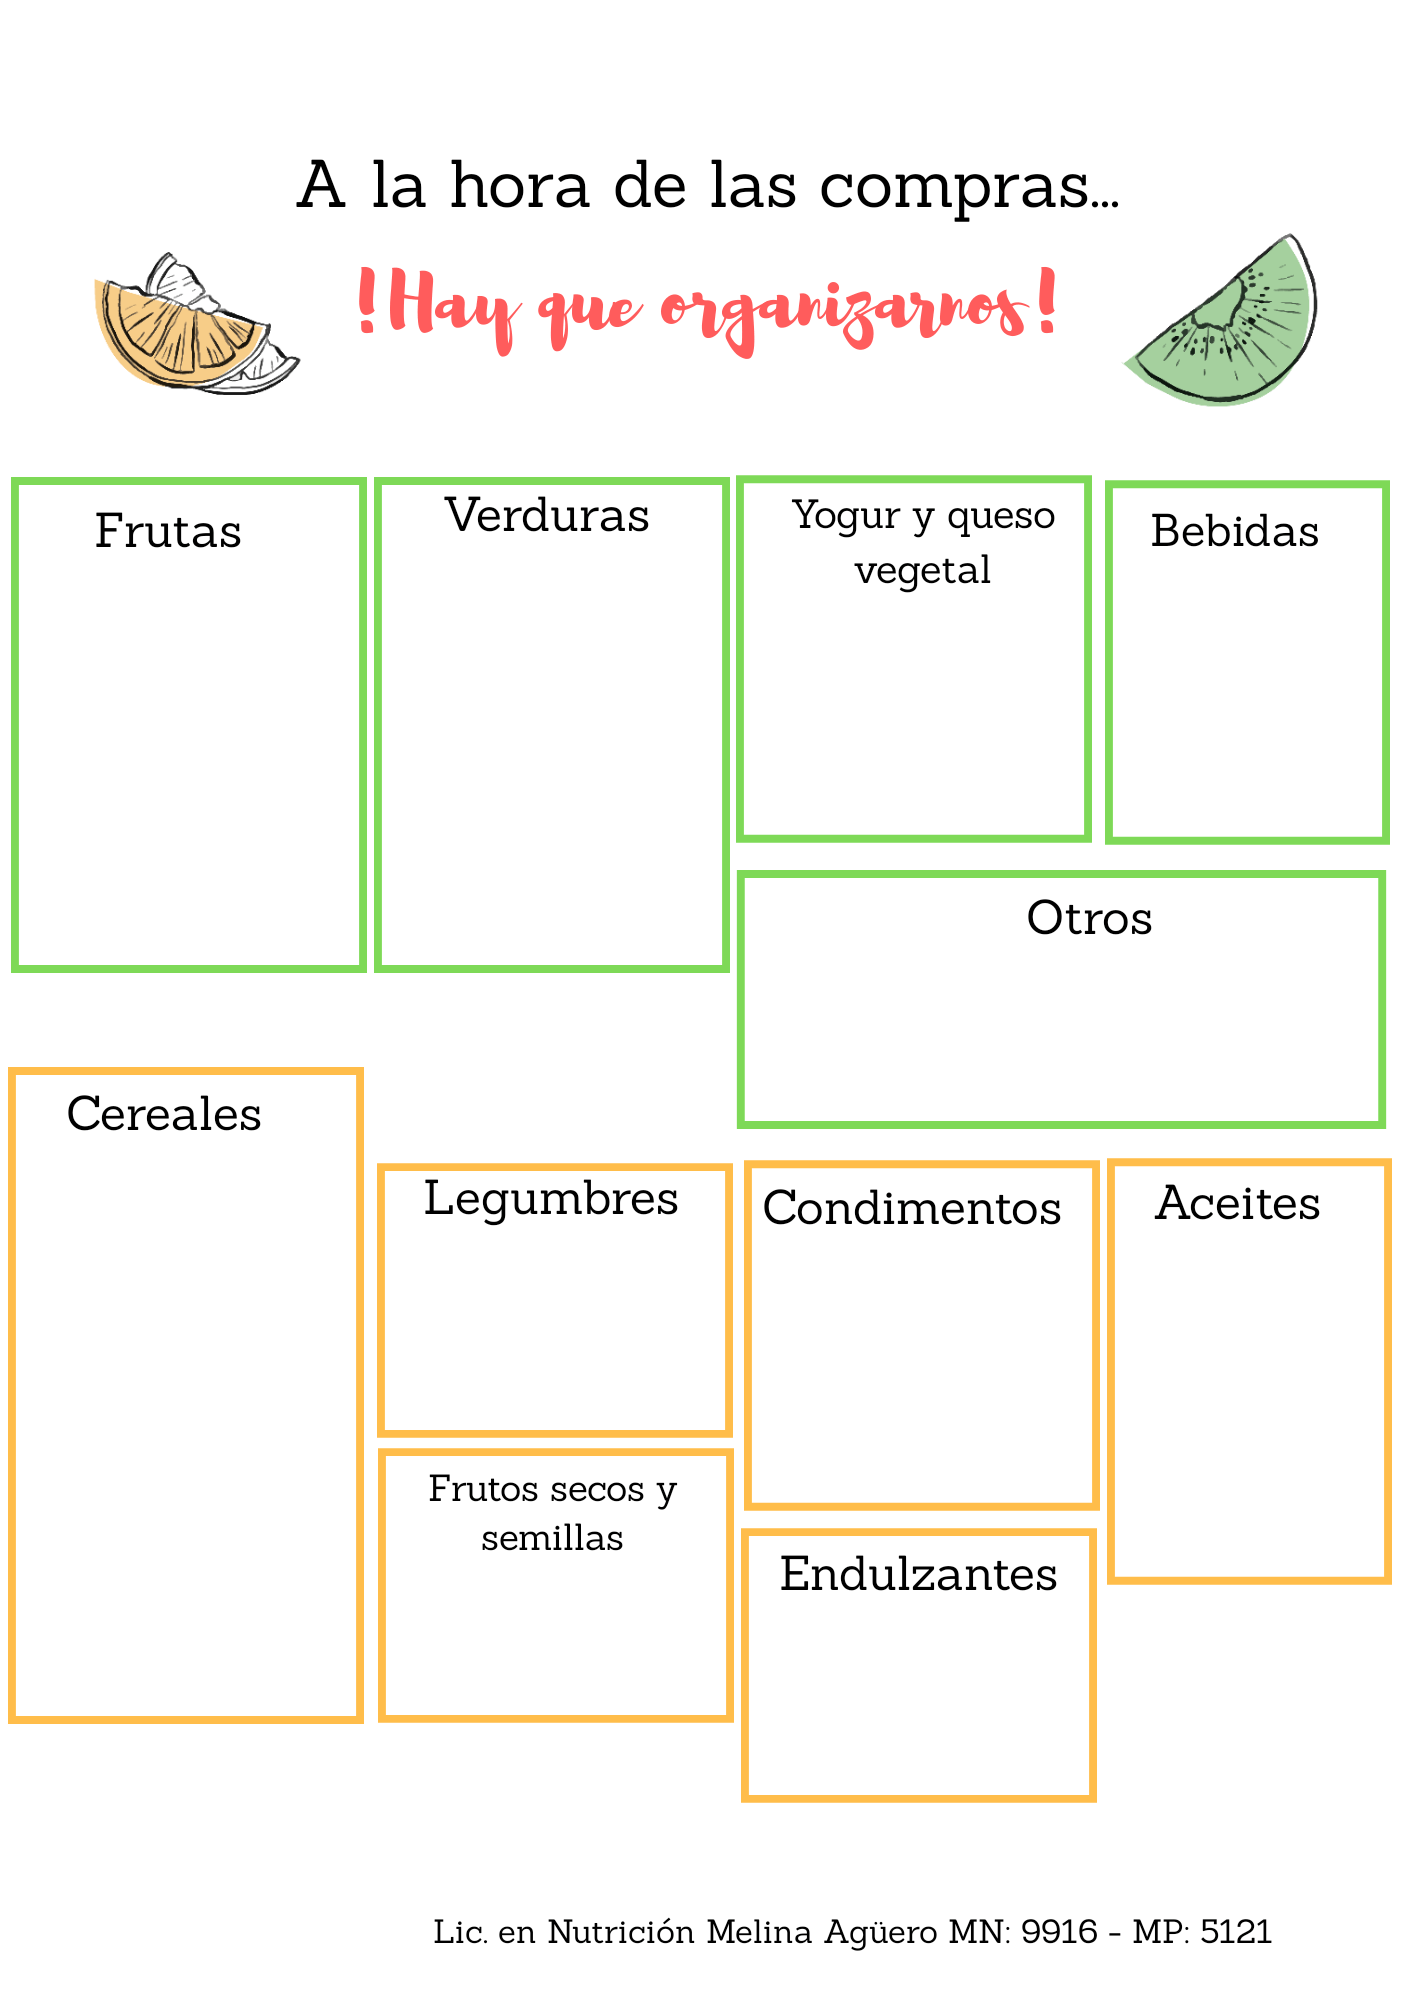 A la hora de las compras...
!Hay que organizarnos!
Frutas
Verduras
Yogur y queso
vegetal
Bebidas
Otros
Cereales
Legumbres
Condimentos
Aceites
Frutos secos y
semillas
Endulzantes
Lic. en Nutrición Melina Agüero MN: 9916 - MP: 5121